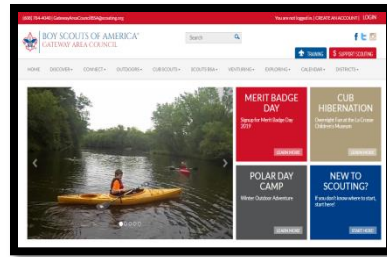 (608) 784-4040 | GatewayAreaCouncilBSA@scouting.org
You are not logged in. | CREATE AN ACCOUNT | LOGIN
BOY SCOUTS OF AMERICA®
GATEWAY AREA COUNCIL
Search
TRAINING
$ SUPPORT SCOUTING
HOME DISCOVER CONNECT OUTDOORS CUB SCOUTS SCOUTS BSA VENTURING EXPLORING CALENDAR DISTRICTS
MERIT BADGE DAY
Signup for Merit Badge Day 2019
LEARN MORE
CUB HIBERNATION
Overnight Fun at the La Crosse Children's Museum
LEARN MORE
POLAR DAY CAMP
Winter Outdoor Adventure
LEARN MORE
NEW TO SCOUTING?
If you don't know where to start, start here!
START HERE